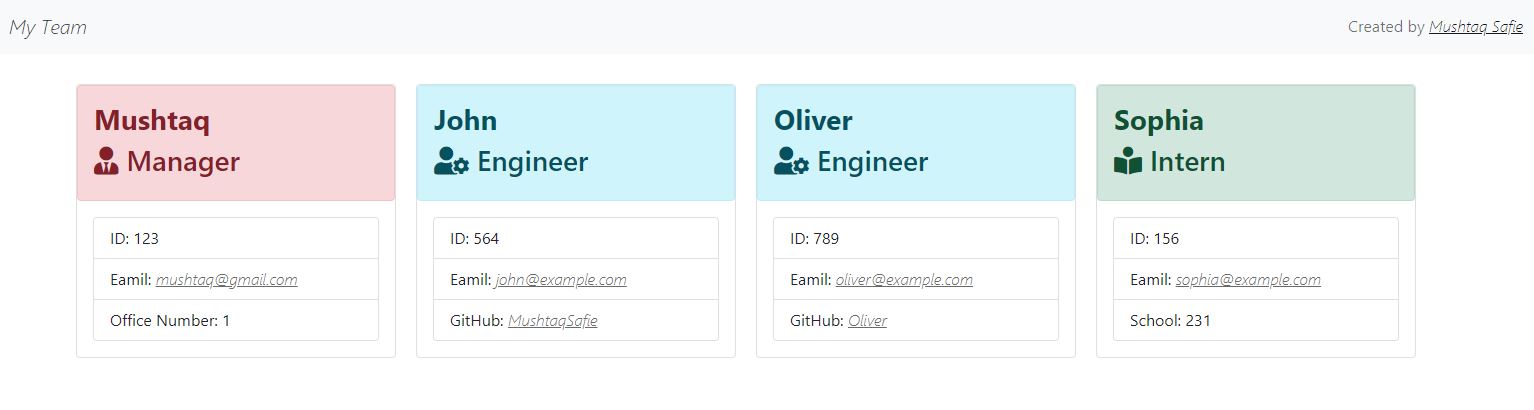 My Team
Created by Mushtaq Safie
Mushtaq
Manager
ID: 123
Eamil: mushtaq@gmail.com
Office Number: 1
John
Engineer
ID: 564
Eamil: john@example.com
GitHub: MushtaqSafie
Oliver
Engineer
ID: 789
Eamil: oliver@example.com
GitHub: Oliver
Sophia
Intern
ID: 156
Eamil: sophia@example.com
School: 231